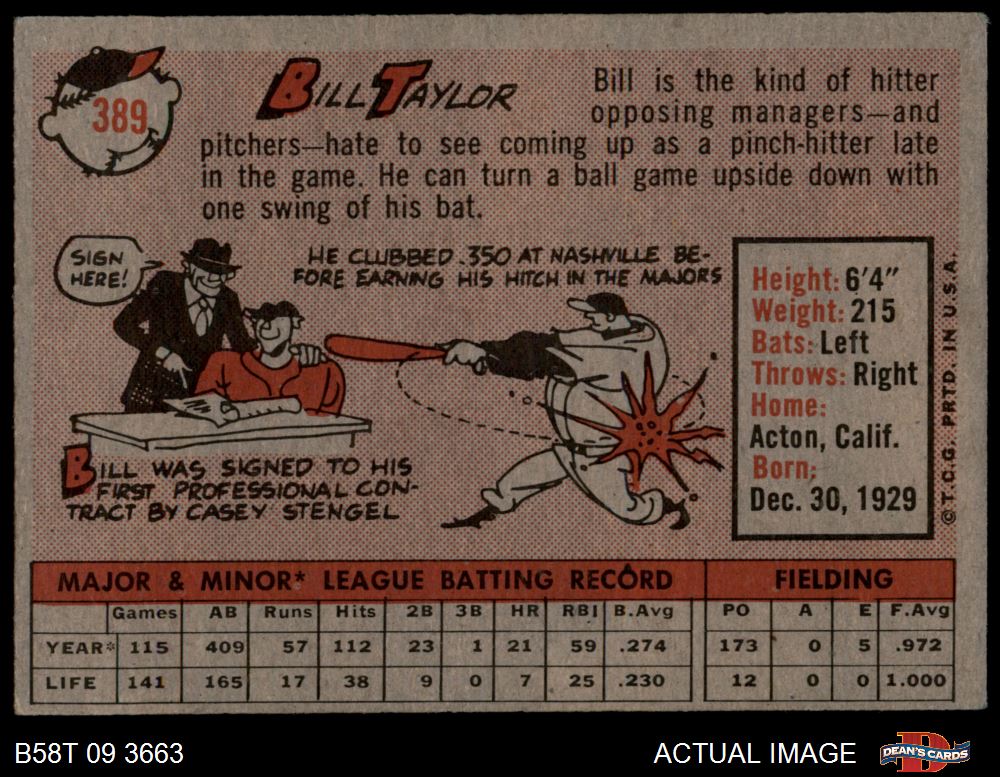 389
BILL TAYLOR
Bill is the kind of hitter
opposing managers—and
pitchers—hate to see coming up as a pinch-hitter late
in the game. He can turn a ball game upside down with
one swing of his bat.
SIGN
HERE!
HE CLUBBED .350 AT NASHVILLE BE-
FORE EARNING HIS HITCH IN THE MAJORS
BILL WAS SIGNED TO HIS
FIRST PROFESSIONAL CON-
TRACT BY CASEY STENGEL
Height: 6'4"
Weight: 215
Bats: Left
Throws: Right
Home:
Acton, Calif.
Born:
Dec. 30, 1929
© T.C.G. PRTD. IN U.S.A.
MAJOR & MINOR* LEAGUE BATTING RECORD FIELDING
Games AB Runs Hits 2B 3B HR RBI B.Avg PO A E F.Avg
YEAR* 115 409 57 112 23 1 21 59 .274 173 0 5 .972
LIFE 141 165 17 38 9 0 7 25 .230 12 0 0 1.000
B58T 09 3663
ACTUAL IMAGE
DEAN'S CARDS